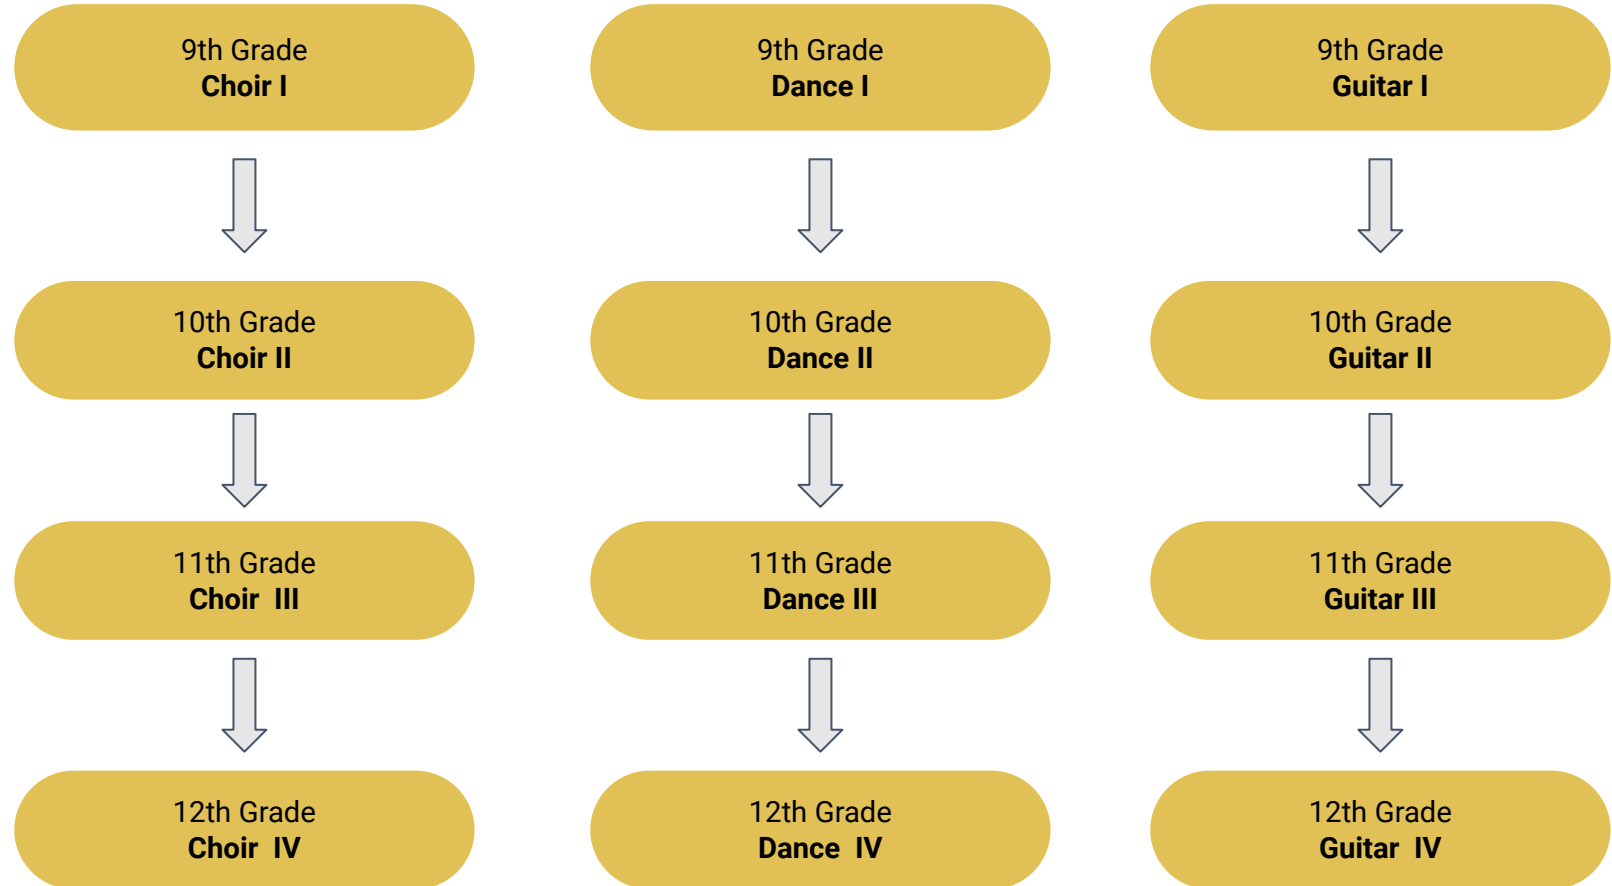 9th Grade
Choir I
9th Grade
Dance I
9th Grade
Guitar I
10th Grade
Choir II
10th Grade
Dance II
10th Grade
Guitar II
11th Grade
Choir  III
11th Grade
Dance III
11th Grade
Guitar III
12th Grade
Choir  IV
12th Grade
Dance  IV
12th Grade
Guitar  IV